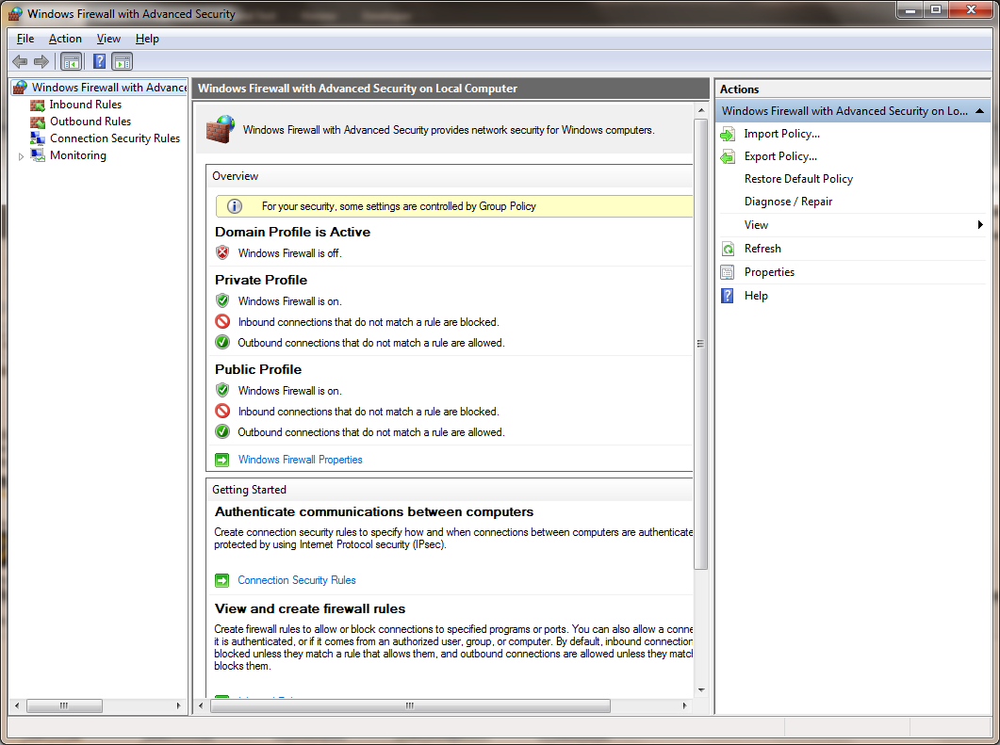 Windows Firewall with Advanced Security
File Action View Help
Windows Firewall with Advance
Inbound Rules
Outbound Rules
Connection Security Rules
Monitoring
Windows Firewall with Advanced Security on Local Computer
Windows Firewall with Advanced Security provides network security for Windows computers.
Overview
For your security, some settings are controlled by Group Policy
Domain Profile is Active
Windows Firewall is off.
Private Profile
Windows Firewall is on.
Inbound connections that do not match a rule are blocked.
Outbound connections that do not match a rule are allowed.
Public Profile
Windows Firewall is on.
Inbound connections that do not match a rule are blocked.
Outbound connections that do not match a rule are allowed.
Windows Firewall Properties
Getting Started
Authenticate communications between computers
Create connection security rules to specify how and when connections between computers are authenticate
protected by using Internet Protocol security (IPsec).
Connection Security Rules
View and create firewall rules
Create firewall rules to allow or block connections to specified programs or ports. You can also allow a conne
it is authenticated, or if it comes from an authorized user, group, or computer. By default, inbound connection
blocked unless they match a rule that allows them, and outbound connections are allowed unless they matcl
blocks them.
Actions
Windows Firewall with Advanced Security on Lo...
Import Policy...
Export Policy...
Restore Default Policy
Diagnose / Repair
View
Refresh
Properties
Help